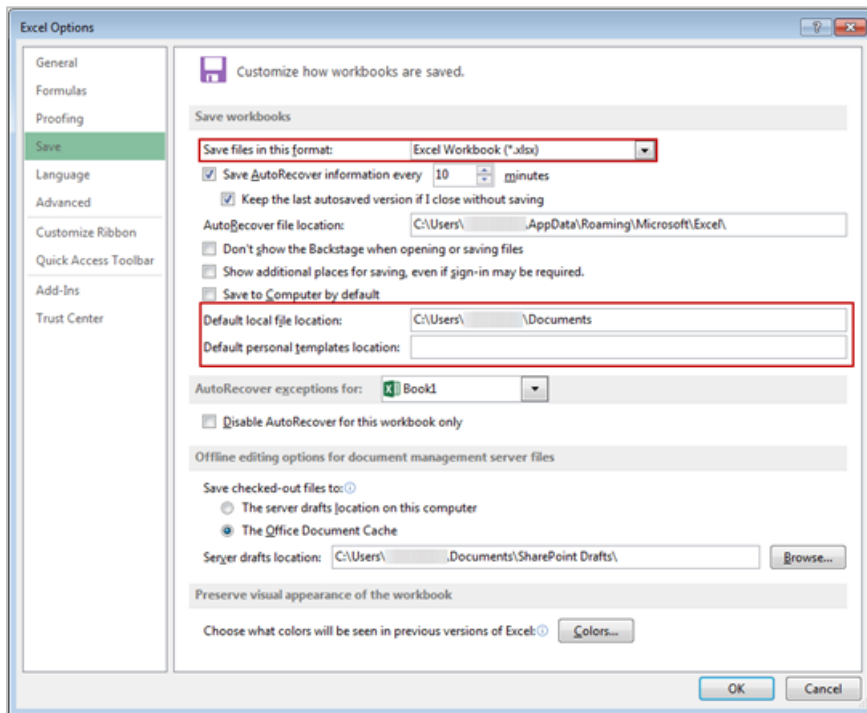 Excel Options
General
Formulas
Proofing
Save
Language
Advanced
Customize Ribbon
Quick Access Toolbar
Add-Ins
Trust Center
Customize how workbooks are saved.
Save workbooks
Save files in this format: Excel Workbook (*.xlsx)
Save AutoRecover information every 10 minutes
Keep the last autosaved version if I close without saving
AutoRecover file location: C:\Users\ .AppData\Roaming\Microsoft\Excel\
Don't show the Backstage when opening or saving files
Show additional places for saving, even if sign-in may be required.
Save to Computer by default
Default local file location: C:\Users\ \Documents
Default personal templates location:
AutoRecover exceptions for: Book1
Disable AutoRecover for this workbook only
Offline editing options for document management server files
Save checked-out files to:
The server drafts location on this computer
The Office Document Cache
Server drafts location: C:\Users\ .Documents\SharePoint Drafts\ Browse...
Preserve visual appearance of the workbook
Choose what colors will be seen in previous versions of Excel: Colors...
OK Cancel